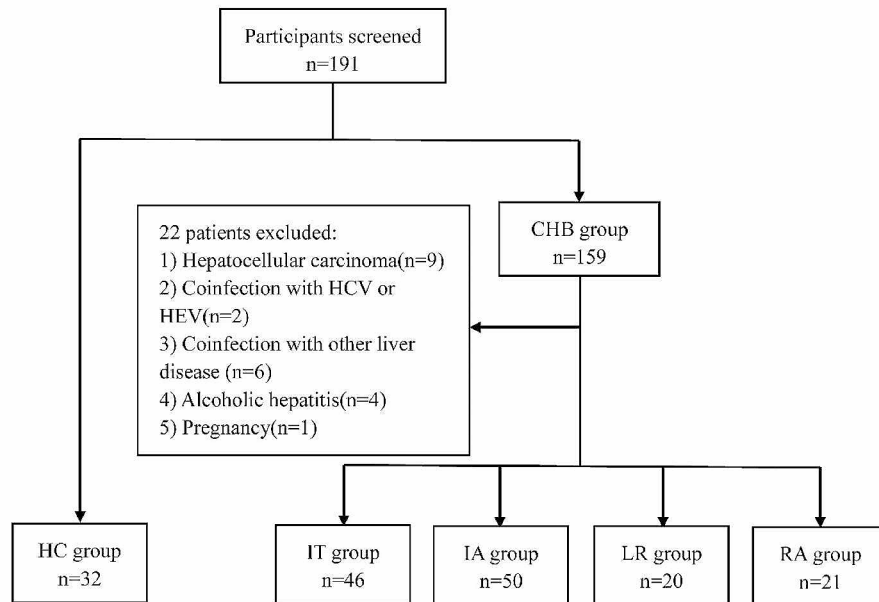 Participants screened
n=191
CHB group
n=159
22 patients excluded:
1) Hepatocellular carcinoma(n=9)
2) Coinfection with HCV or
HEV(n=2)
3) Coinfection with other liver
disease (n=6)
4) Alcoholic hepatitis(n=4)
5) Pregnancy(n=1)
HC group
n=32
IT group
n=46
IA group
n=50
LR group
n=20
RA group
n=21